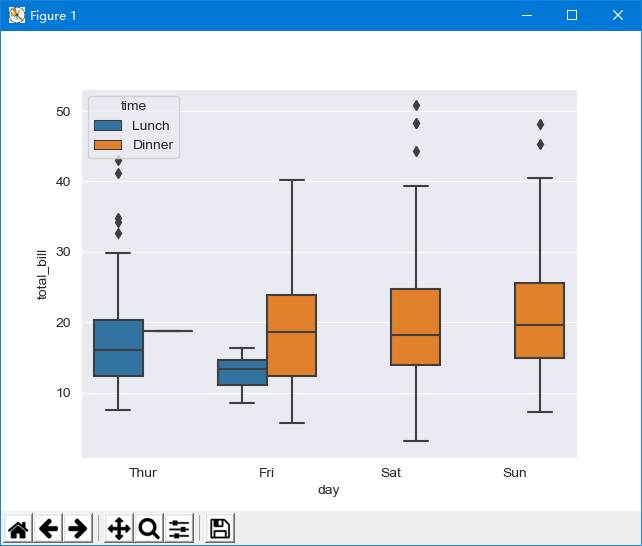 Figure 1
time
Lunch
Dinner
50
40
30
20
10
total_bill
Thur Fri Sat Sun
day